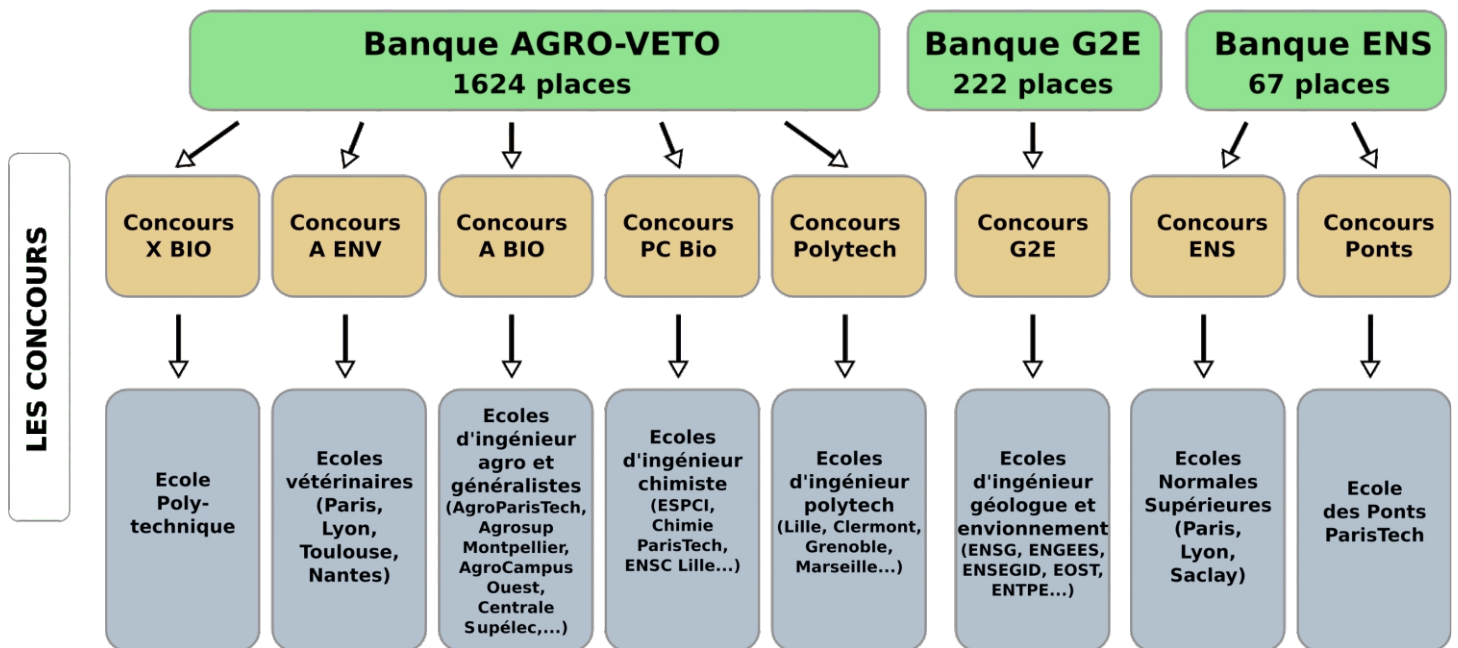 Banque AGRO-VETO
1624 places
Banque G2E
222 places
Banque ENS
67 places
LES CONCOURS
Concours
X BIO
Concours
A ENV
Concours
A BIO
Concours
PC Bio
Concours
Polytech
Concours
G2E
Concours
ENS
Concours
Ponts
Ecole
Poly-
technique
Ecoles
vétérinaires
(Paris,
Lyon,
Toulouse,
Nantes)
Ecoles
d'ingénieur
agro et
généralistes
(AgroParisTech,
Agrosup
Montpellier,
AgroCampus
Ouest,
Centrale
Supélec,...)
Ecoles
d'ingénieur
chimiste
(ESPCI,
Chimie
ParisTech,
ENSC Lille...)
Ecoles
d'ingénieur
polytech
(Lille, Clermont,
Grenoble,
Marseille...)
Ecoles
d'ingénieur
géologue et
envionnement
(ENSG, ENGEES,
ENSEGID, EOST,
ENTPE...)
Ecoles
Normales
Supérieures
(Paris,
Lyon,
Saclay)
Ecole
des Ponts
ParisTech